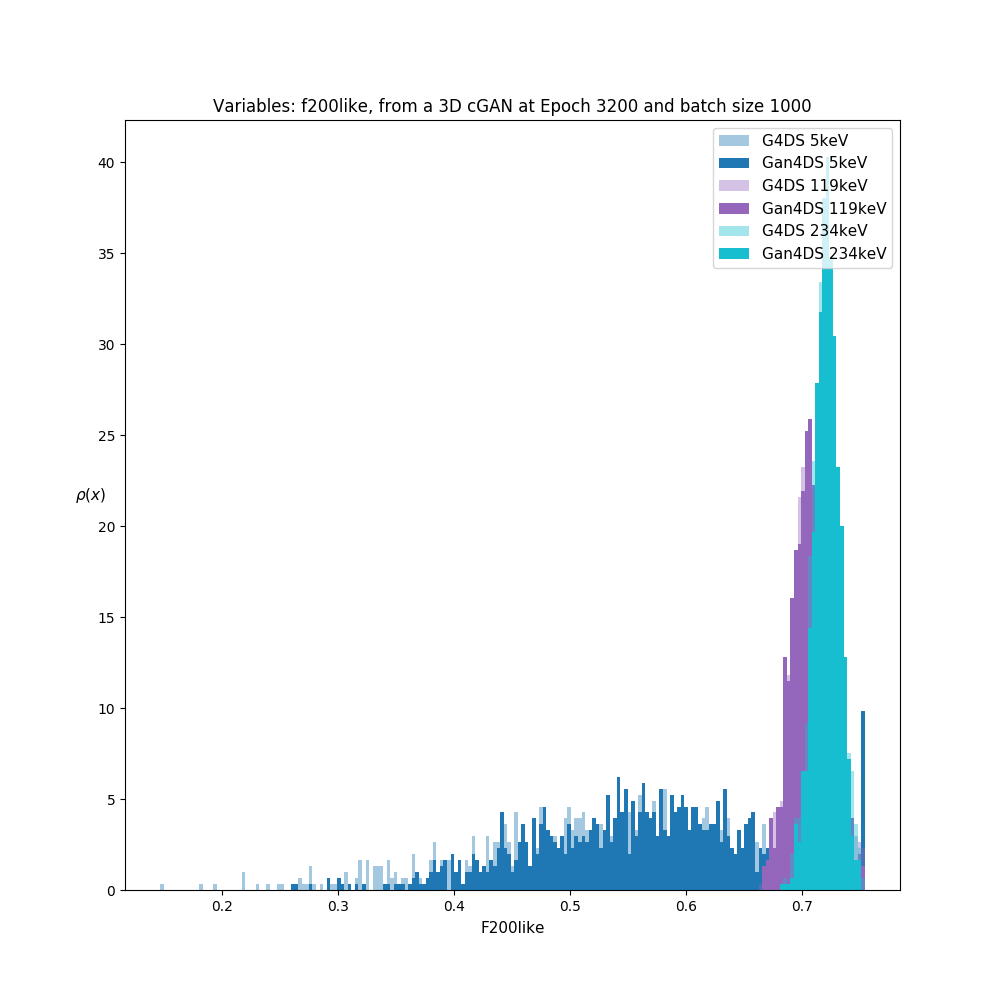 Variables: f200like, from a 3D cGAN at Epoch 3200 and batch size 1000
G4DS 5keV
Gan4DS 5keV
G4DS 119keV
Gan4DS 119keV
G4DS 234keV
Gan4DS 234keV
40
35
30
25
ρ(x)
20
15
10
5
0
0.2 0.3 0.4 0.5 0.6 0.7
F200like